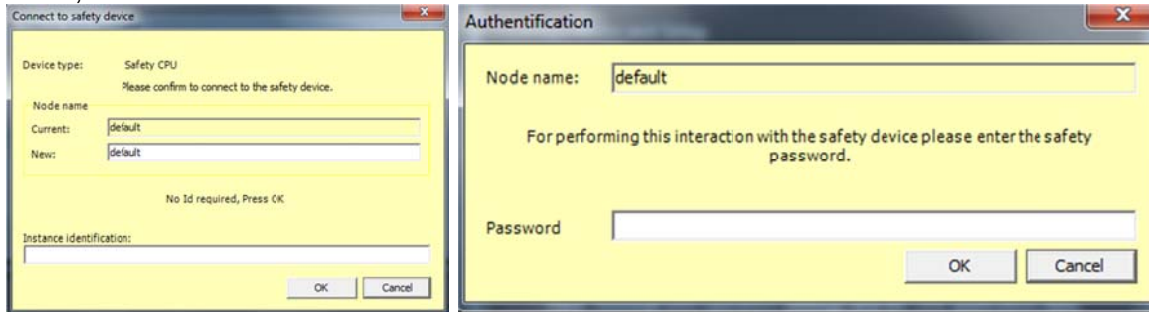 Connect to safety device
Device type: Safety CPU
Please confirm to connect to the safety device.
Node name
Current: default
New: default
No Id required, Press OK
Instance identification:
OK Cancel
Authentification
Node name: default
For performing this interaction with the safety device please enter the safety
password.
Password
OK Cancel